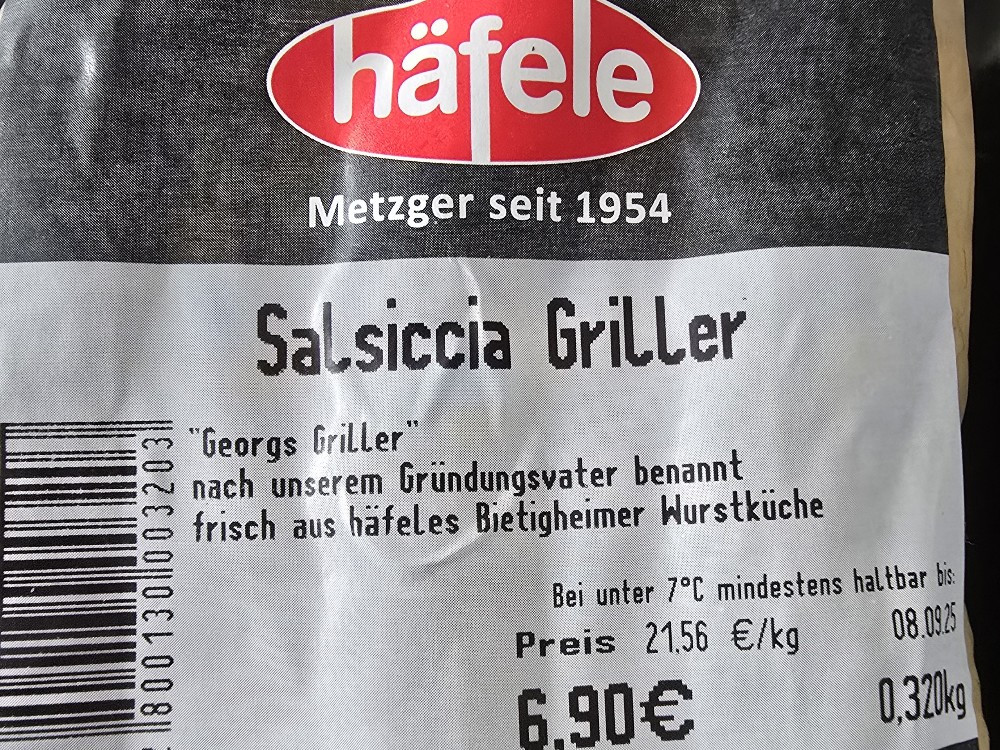 häfele
Metzger seit 1954
Salsiccia Griller
"Georgs Griller"
nach unserem Gründungsvater benannt
frisch aus häfeles Bietigheimer Wurstküche
Bei unter 7°C mindestens haltbar bis:
Preis 21.56 €/kg 08.09.25
6.90€ 0,320kg
8001301003203